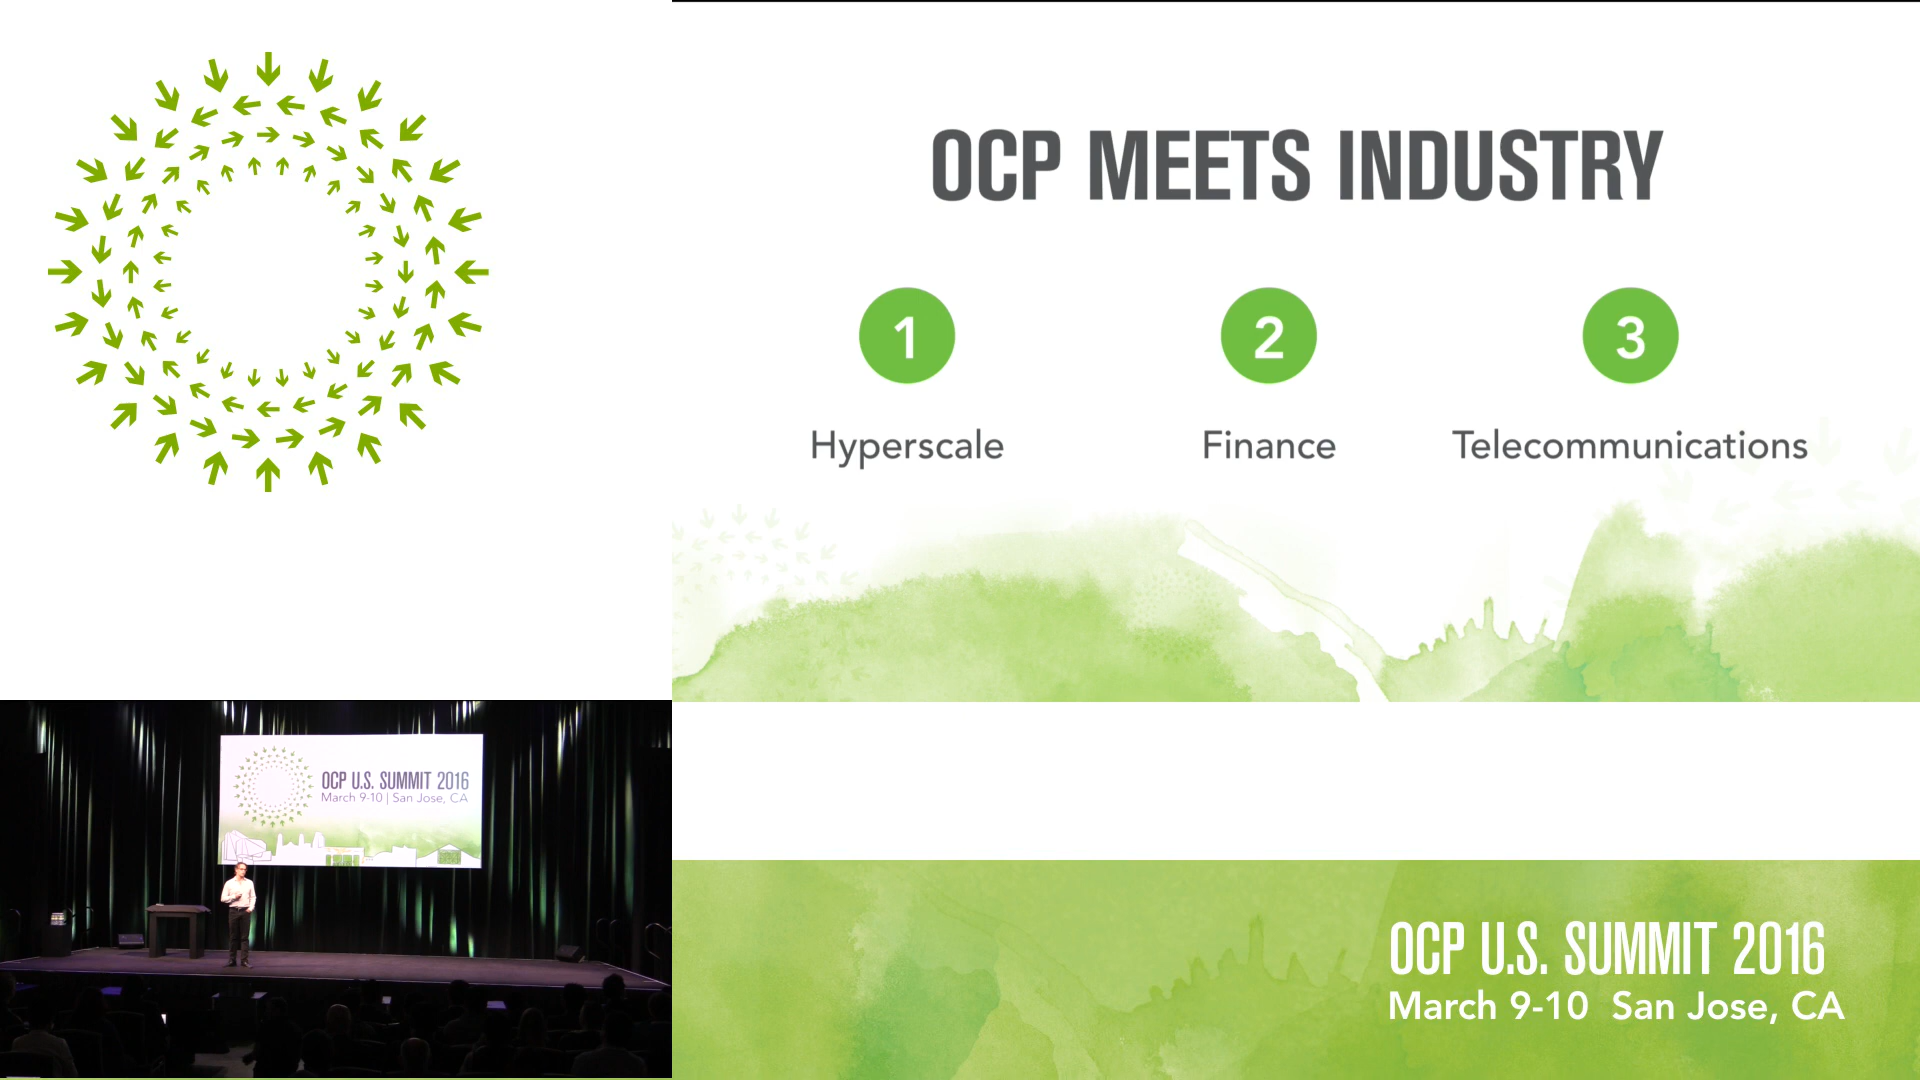 OCP MEETS INDUSTRY
1
2
3
Hyperscale
Finance
Telecommunications
OCP U.S. SUMMIT 2016
March 9-10 | San Jose, CA
OCP U.S. SUMMIT 2016
March 9-10 San Jose, CA